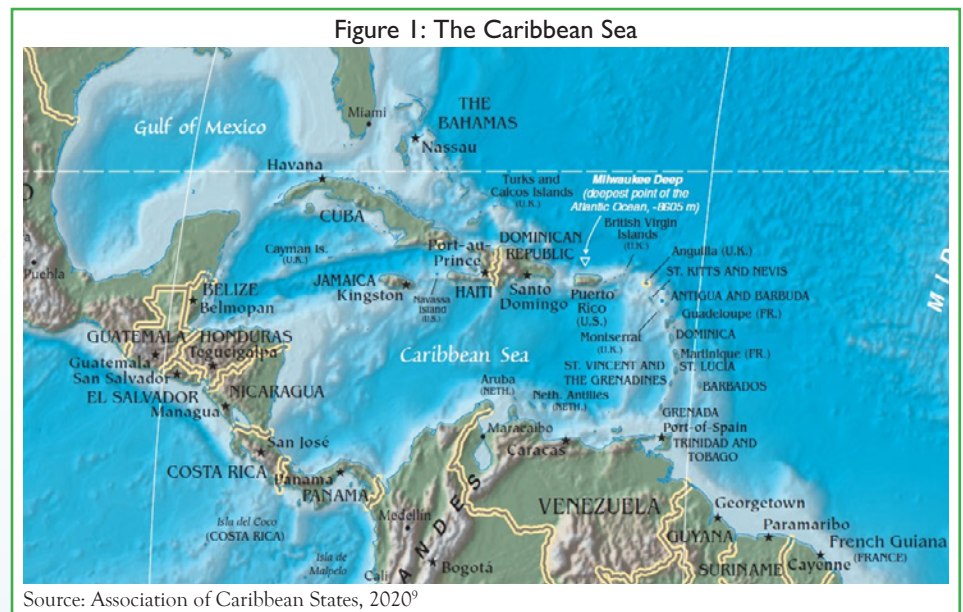 Figure 1: The Caribbean Sea
Miami
THE
BAHAMAS
Nassau
Gulf of Mexico
Havana
CUBA
Turks and
Caicos Islands
(U.K.)
Milwaukee Deep
(deepest point of the
Atlantic Ocean, -8605 m)
British Virgin
Islands
(U.K.)
Anguilla (U.K.)
ST. KITTS AND NEVIS
ANTIGUA AND BARBUDA
Guadeloupe (FR.)
Montserrat
(U.K.)
DOMINICA
Martinique (FR.)
ST. LUCIA
BARBADOS
ST. VINCENT AND
THE GRENADINES
GRENADA
Port-of-Spain
TRINIDAD AND
TOBAGO
Cayman Is.
(U.K.)
JAMAICA
Kingston
Navassa
Island
(U.S.)
Port-au-
Prince
HAITI
DOMINICAN
REPUBLIC
Santo
Domingo
Puerto
Rico
(U.S.)
M I D
Puebla
BELIZE
Belmopan
GUATEMALA
Guatemala
HONDURAS
Tegucigalpa
San Salvador
EL SALVADOR
NICARAGUA
Managua
San José
COSTA RICA
Panama
PANAMA
Caribbean Sea
Aruba
(NETH.)
Neth. Antilles
(NETH.)
Maracaibo
Caracas
VENEZUELA
Georgetown
GUYANA
Paramaribo
SURINAME
French Guiana
(FRANCE)
Cayenne
Isla del Coco
(COSTA RICA)
Isla de
Malpelo
Medellín
Cali
Bogotá
A N D E S
Source: Association of Caribbean States, 2020⁹